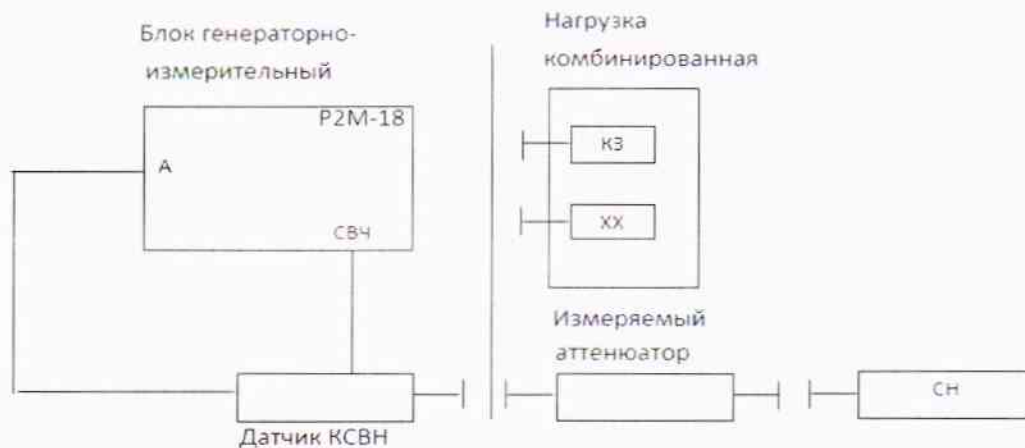 Блок генераторно-
измерительный
Р2М-18
А
СВЧ
Датчик КСВН
Нагрузка
комбинированная
КЗ
ХХ
Измеряемый
аттенюатор
СН